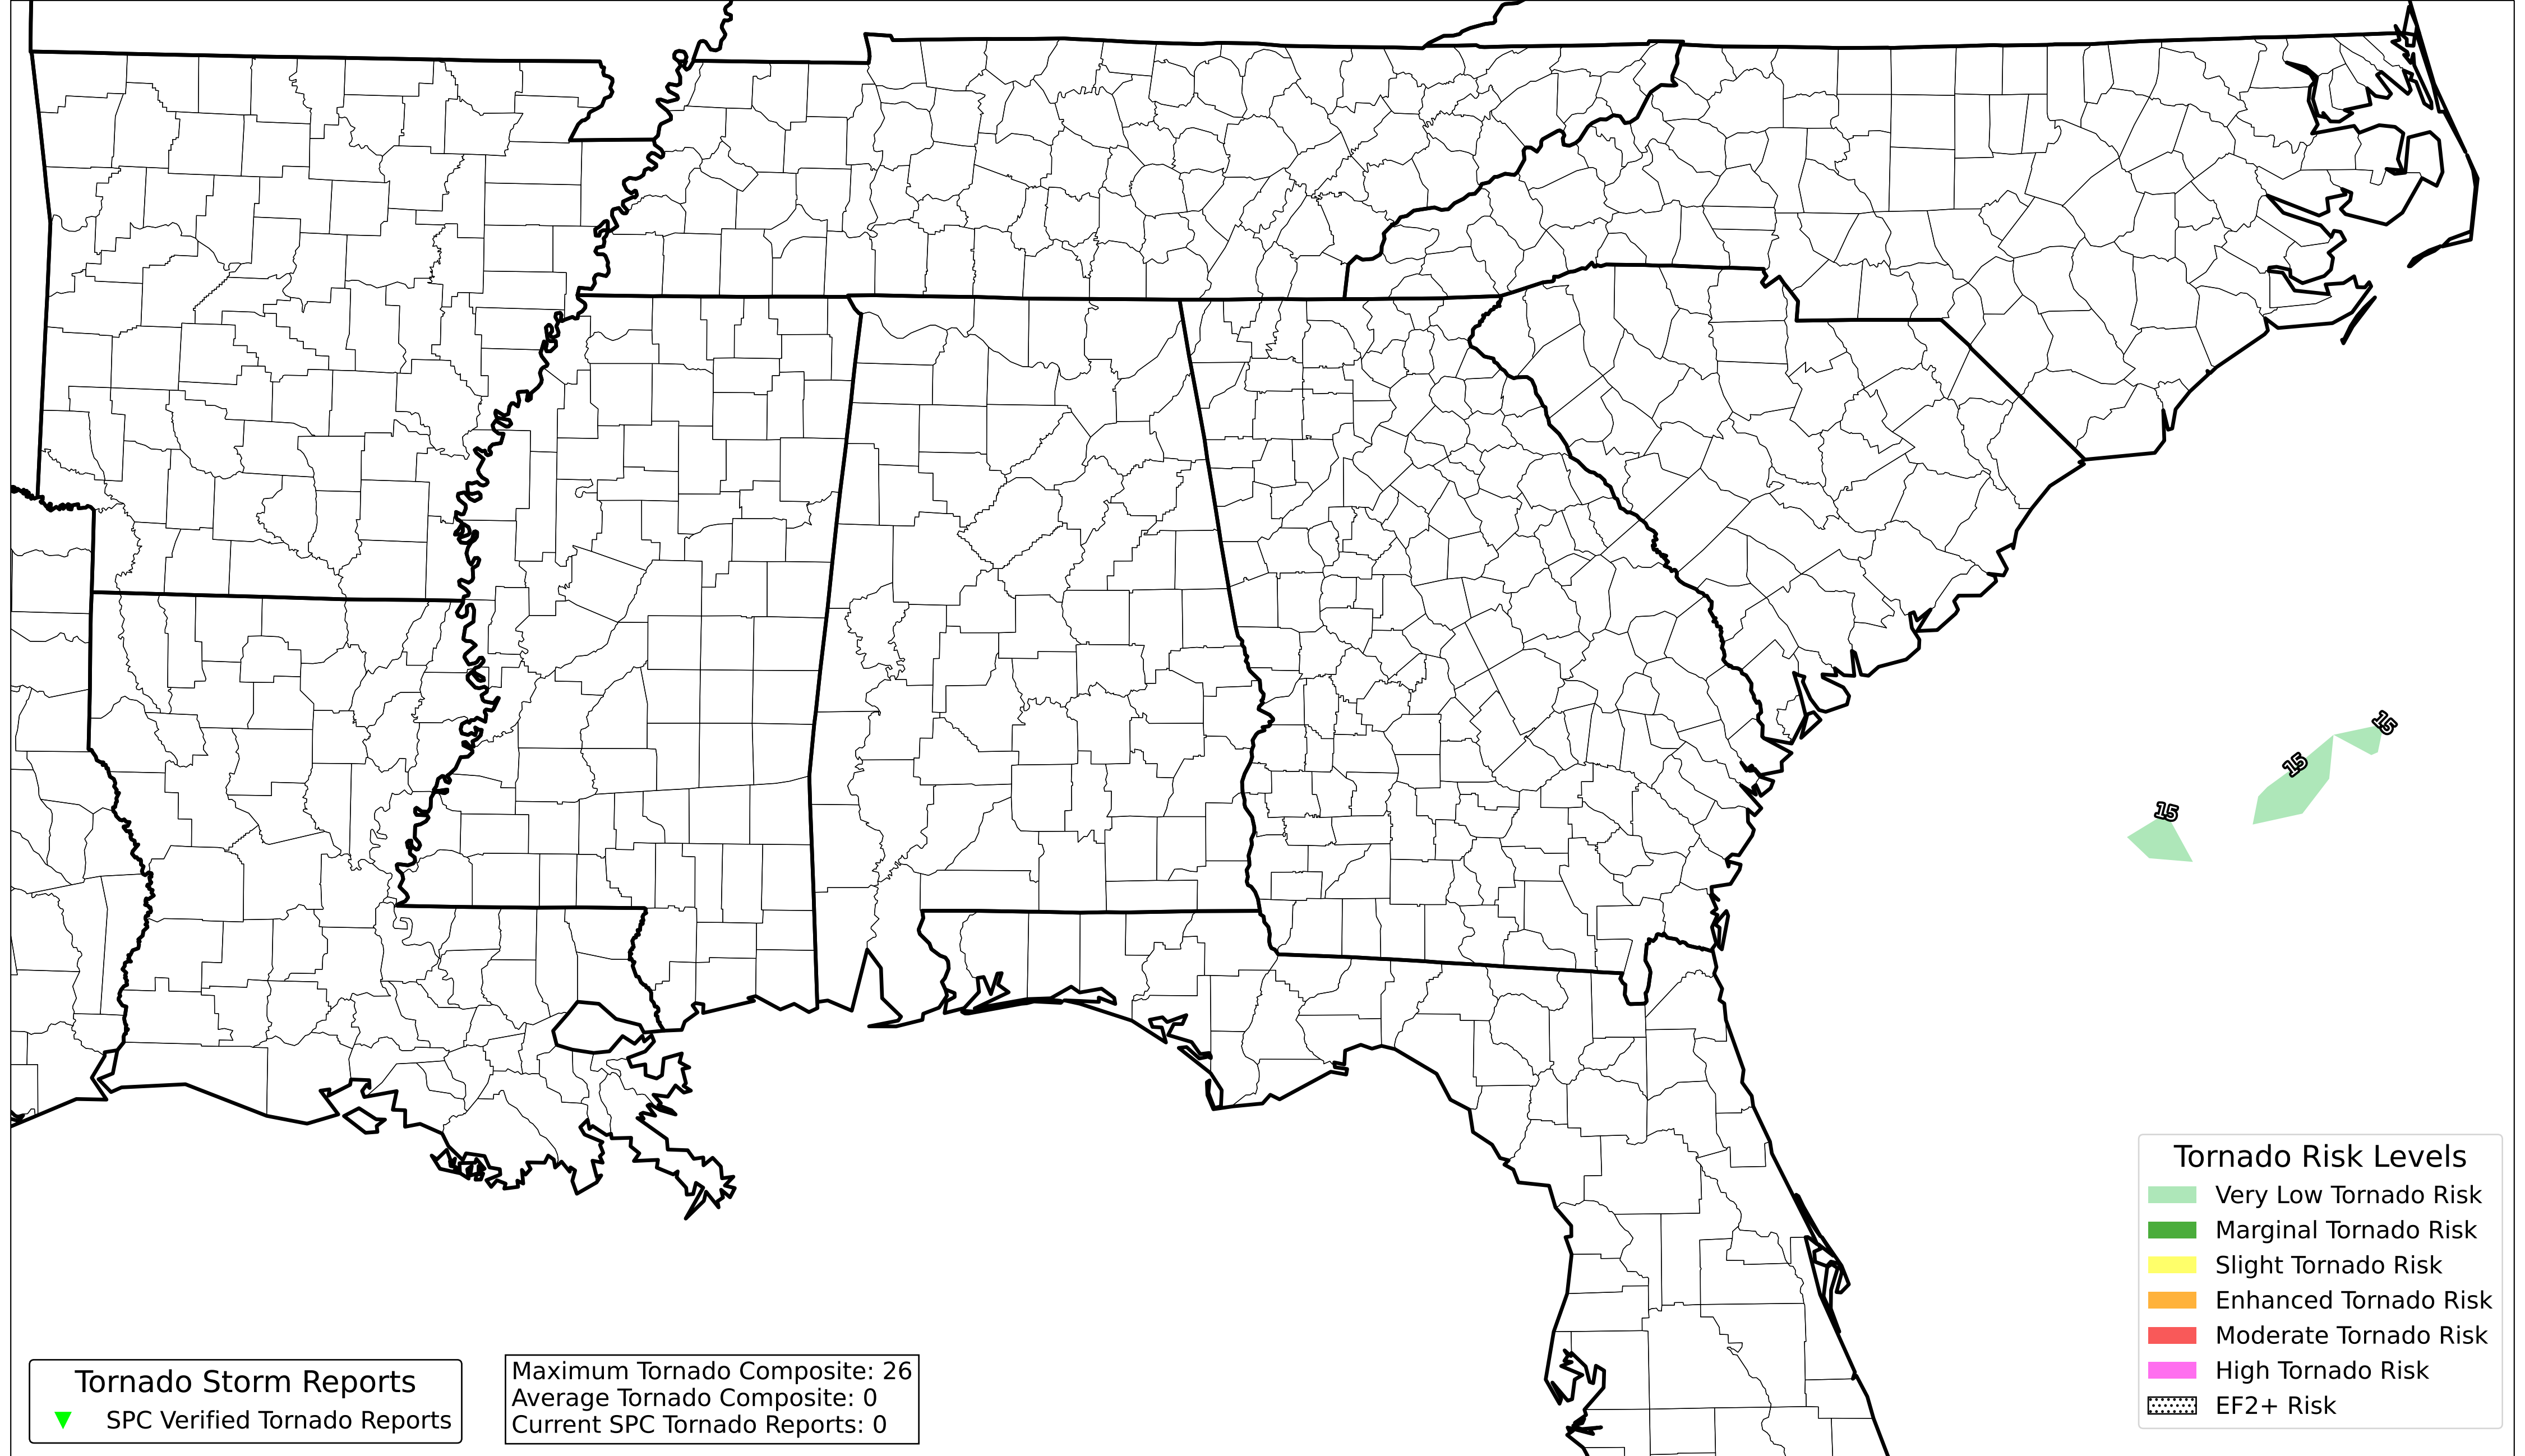 15
15
15
Tornado Risk Levels
Very Low Tornado Risk
Marginal Tornado Risk
Slight Tornado Risk
Enhanced Tornado Risk
Moderate Tornado Risk
High Tornado Risk
EF2+ Risk
Tornado Storm Reports
SPC Verified Tornado Reports
Maximum Tornado Composite: 26
Average Tornado Composite: 0
Current SPC Tornado Reports: 0